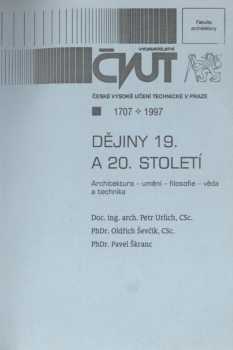 VYDAVATELSTVÍ
ČVUT
Fakulta
architektury
ČESKÉ VYSOKÉ UČENÍ TECHNICKÉ V PRAZE
1707 ÷ 1997
DĚJINY 19.
A 20. STOLETÍ
Architektura - umění - filosofie - věda
a technika
Doc. ing. arch. Petr Urlich, CSc.
PhDr. Oldřich Ševčík, CSc.
PhDr. Pavel Škranc